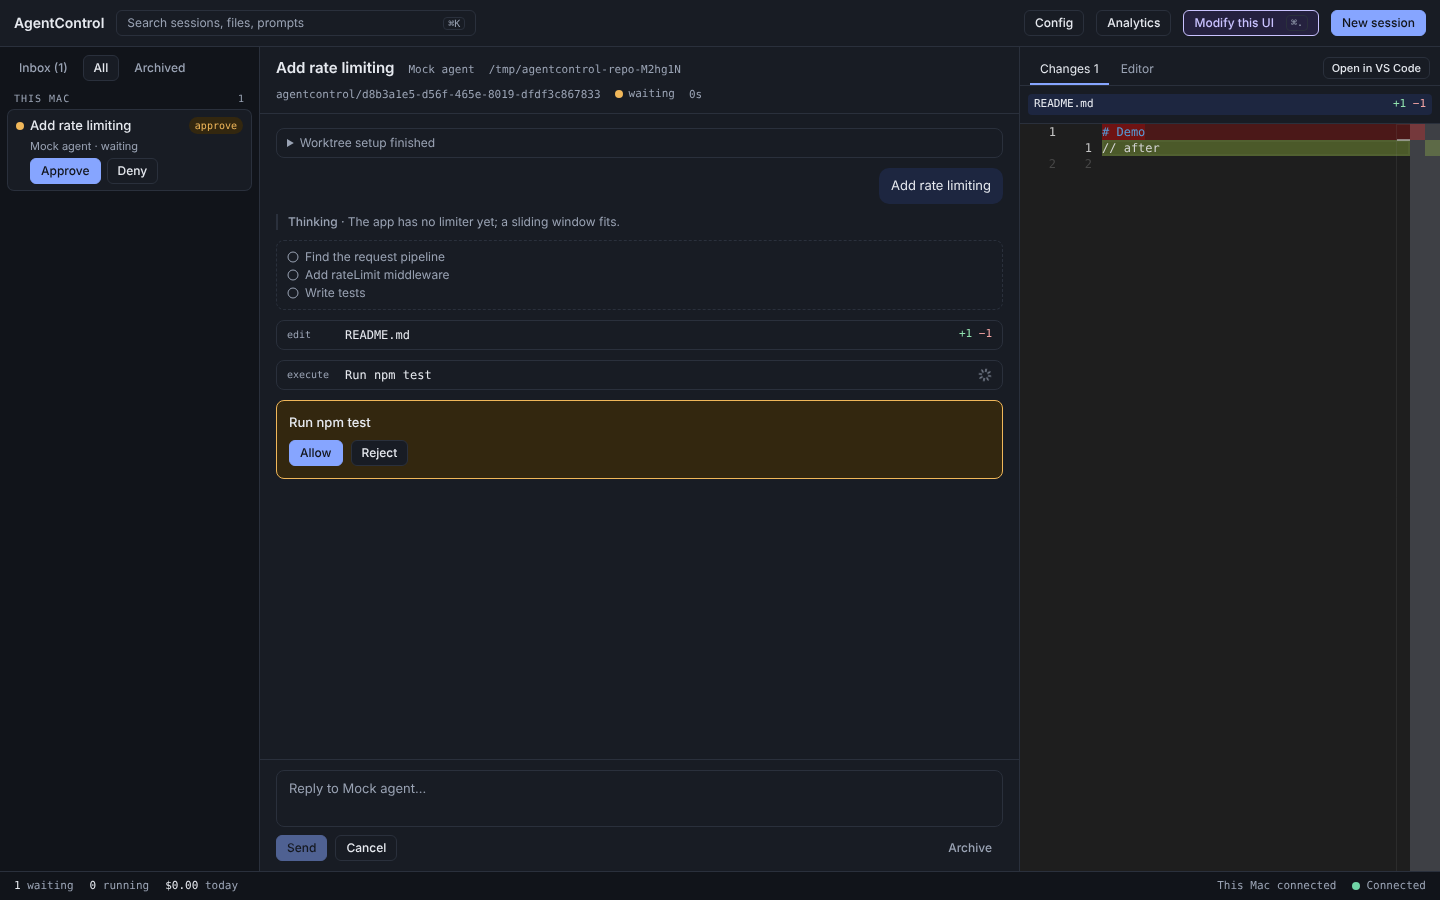 AgentControl
Search sessions, files, prompts ⌘K
Config
Analytics
Modify this UI ⌘.
New session
Inbox (1)
All
Archived
THIS MAC 1
Add rate limiting approve
Mock agent · waiting
Approve
Deny
Add rate limiting Mock agent /tmp/agentcontrol-repo-M2hg1N
agentcontrol/d8b3a1e5-d56f-465e-8019-dfdf3c867833 waiting 0s
Worktree setup finished
Add rate limiting
Thinking · The app has no limiter yet; a sliding window fits.
Find the request pipeline
Add rateLimit middleware
Write tests
edit README.md +1 −1
execute Run npm test
Run npm test
Allow
Reject
Reply to Mock agent...
Send
Cancel
Archive
Changes 1
Editor
Open in VS Code
README.md +1 −1
1 # Demo
1 // after
2 2
1 waiting 0 running $0.00 today
This Mac connected Connected